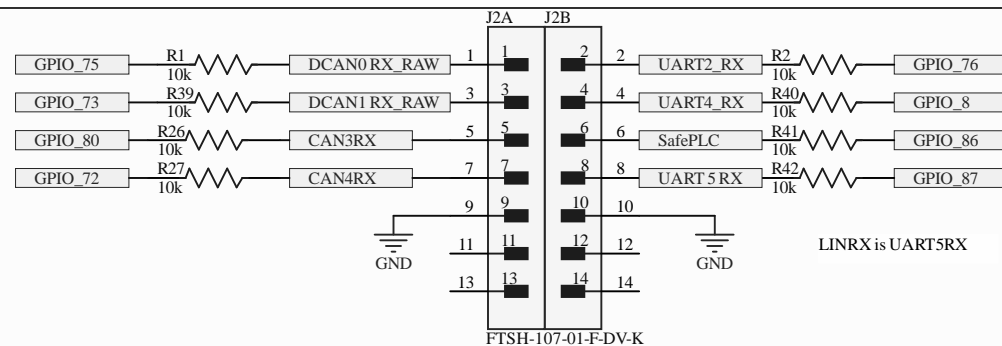 J2A J2B
GPIO_75 R1 10k DCAN0 RX_RAW 1 1 2 2 UART2_RX R2 10k GPIO_76
GPIO_73 R39 10k DCAN1 RX_RAW 3 3 4 4 UART4_RX R40 10k GPIO_8
GPIO_80 R26 10k CAN3RX 5 5 6 6 SafePLC R41 10k GPIO_86
GPIO_72 R27 10k CAN4RX 7 7 8 8 UART 5 RX R42 10k GPIO_87
9 9 10 10
GND 11 11 12 12 GND LINRX is UART5RX
13 13 14 14
FTSH-107-01-F-DV-K